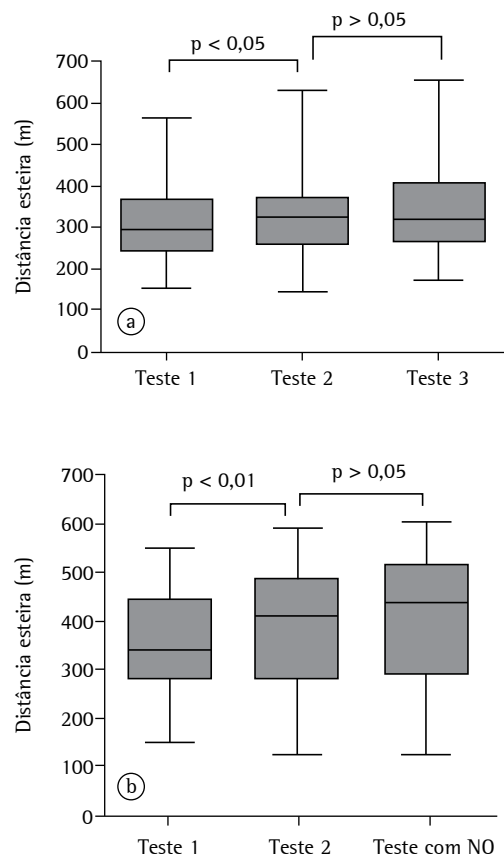 p > 0,05
p < 0,05
Distância esteira (m)
700
600
500
400
300
200
100
0
a
Teste 1 Teste 2 Teste 3
p < 0,01 p > 0,05
Distância esteira (m)
700
600
500
400
300
200
100
0
b
Teste 1 Teste 2 Teste com NO